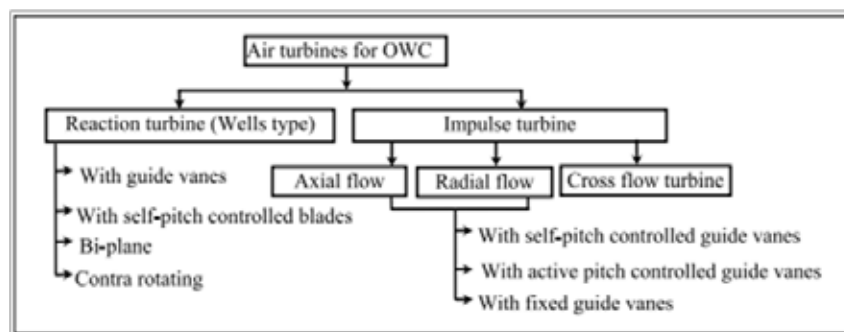 Air turbines for OWC
Reaction turbine (Wells type)
Impulse turbine
With guide vanes
With self-pitch controlled blades
Bi-plane
Contra rotating
Axial flow
Radial flow
Cross flow turbine
With self-pitch controlled guide vanes
With active pitch controlled guide vanes
With fixed guide vanes